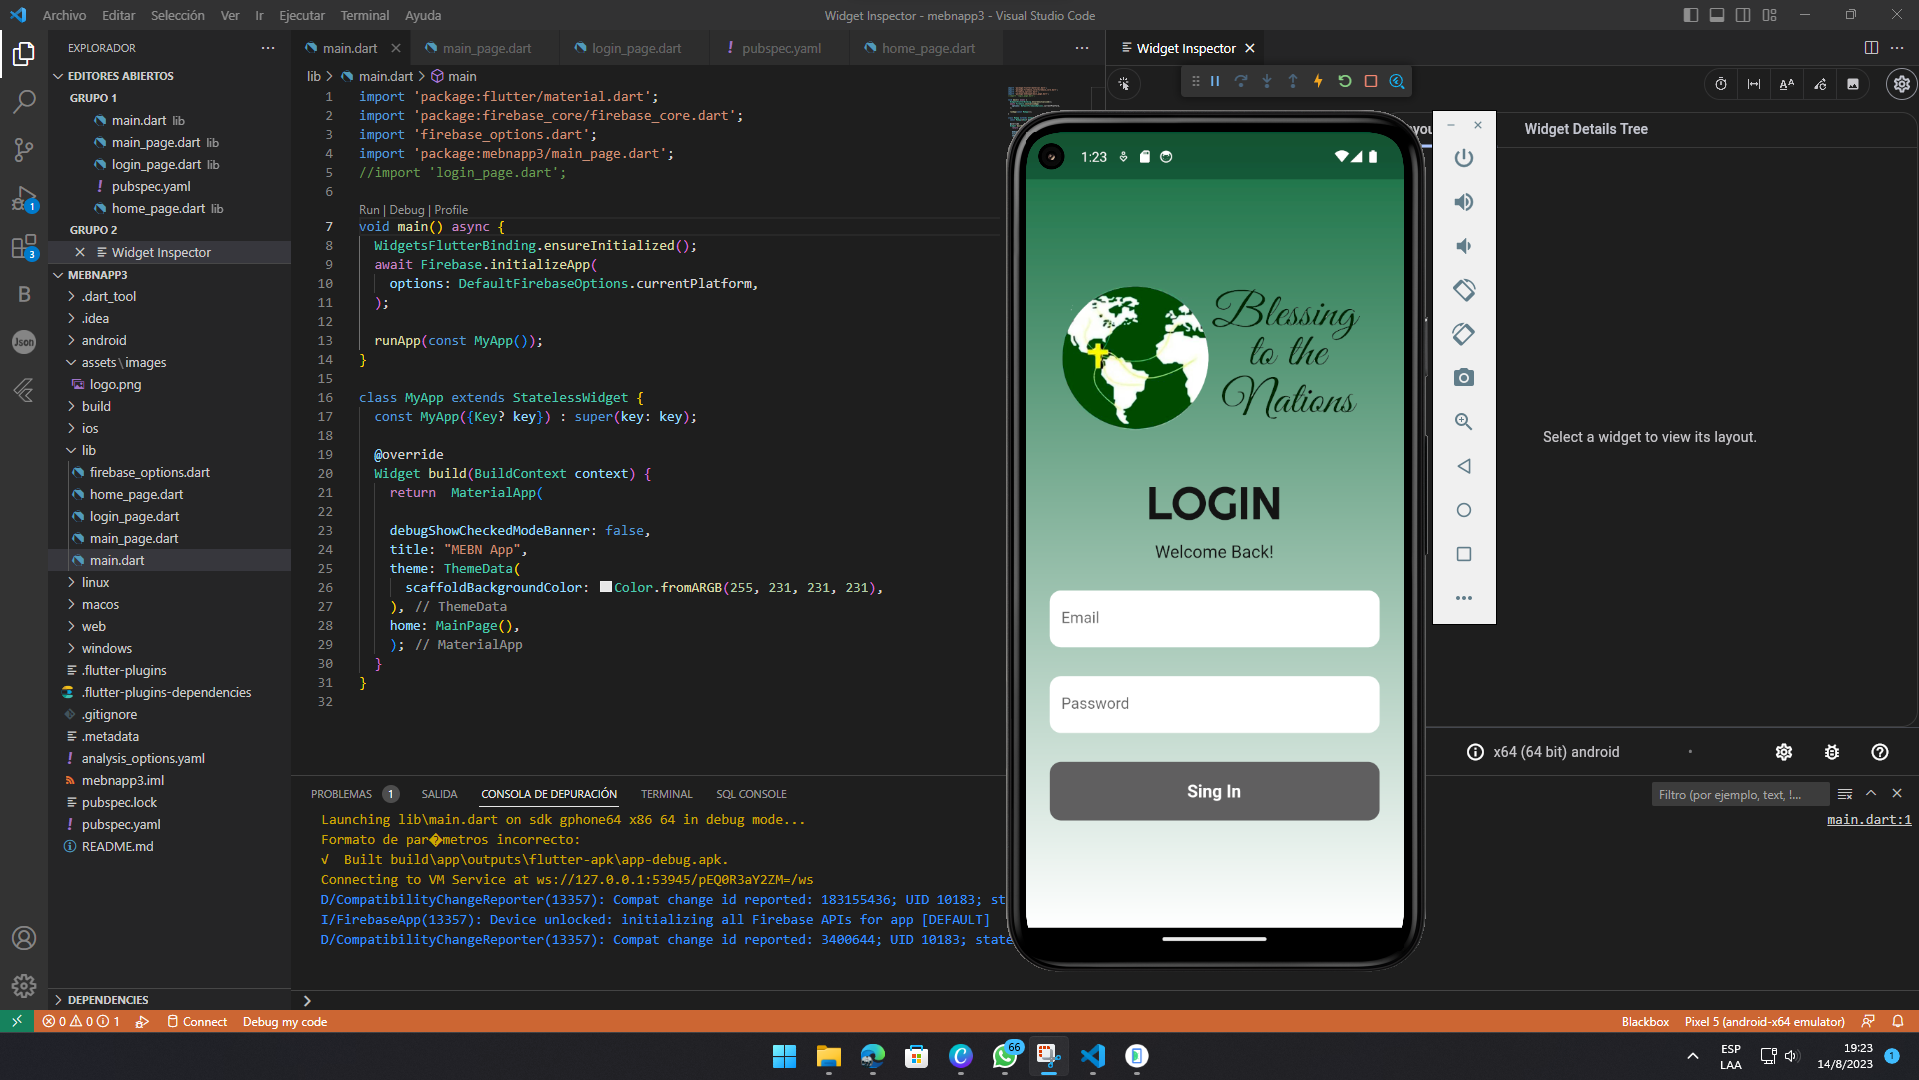 Archivo Editar Selección Ver Ir Ejecutar Terminal Ayuda
Widget Inspector - mebnapp3 - Visual Studio Code
EXPLORADOR
EDITORES ABIERTOS
GRUPO 1
main.dart lib
main_page.dart lib
login_page.dart lib
! pubspec.yaml
home_page.dart lib
GRUPO 2
Widget Inspector
MEBNAPP3
.dart_tool
.idea
android
assets\images
logo.png
build
ios
lib
firebase_options.dart
home_page.dart
login_page.dart
main_page.dart
main.dart
linux
macos
web
windows
.flutter-plugins
.flutter-plugins-dependencies
.gitignore
.metadata
analysis_options.yaml
mebnapp3.iml
pubspec.lock
! pubspec.yaml
README.md
DEPENDENCIES
1
3
B
Json
main.dart main_page.dart login_page.dart ! pubspec.yaml home_page.dart
lib > main.dart > main
1 import 'package:flutter/material.dart';
2 import 'package:firebase_core/firebase_core.dart';
3 import 'firebase_options.dart';
4 import 'package:mebnapp3/main_page.dart';
5 //import 'login_page.dart';
6
Run | Debug | Profile
7 void main() async {
8 WidgetsFlutterBinding.ensureInitialized();
9 await Firebase.initializeApp(
10 options: DefaultFirebaseOptions.currentPlatform,
11 );
12
13 runApp(const MyApp());
14 }
15
16 class MyApp extends StatelessWidget {
17 const MyApp({Key? key}) : super(key: key);
18
19 @override
20 Widget build(BuildContext context) {
21 return  MaterialApp(
22
23 debugShowCheckedModeBanner: false,
24 title: "MEBN App",
25 theme: ThemeData(
26 scaffoldBackgroundColor: Color.fromARGB(255, 231, 231, 231),
27 ), // ThemeData
28 home: MainPage(),
29 ); // MaterialApp
30 }
31 }
32
Widget Inspector
Widget Details Tree
Select a widget to view its layout.
x64 (64 bit) android
1:23
Blessing
to the
Nations
LOGIN
Welcome Back!
Email
Password
Sing In
PROBLEMAS 1 SALIDA CONSOLA DE DEPURACIÓN TERMINAL SQL CONSOLE
Filtro (por ejemplo, text, !...
main.dart:1
Launching lib\main.dart on sdk gphone64 x86 64 in debug mode...
Formato de par�metros incorrecto:
√  Built build\app\outputs\flutter-apk\app-debug.apk.
Connecting to VM Service at ws://127.0.0.1:53945/pEQ0R3aY2ZM=/ws
D/CompatibilityChangeReporter(13357): Compat change id reported: 183155436; UID 10183; st
I/FirebaseApp(13357): Device unlocked: initializing all Firebase APIs for app [DEFAULT]
D/CompatibilityChangeReporter(13357): Compat change id reported: 3400644; UID 10183; state
0 0 1 Connect Debug my code
Blackbox Pixel 5 (android-x64 emulator)
66
ESP
LAA
19:23
14/8/2023
1